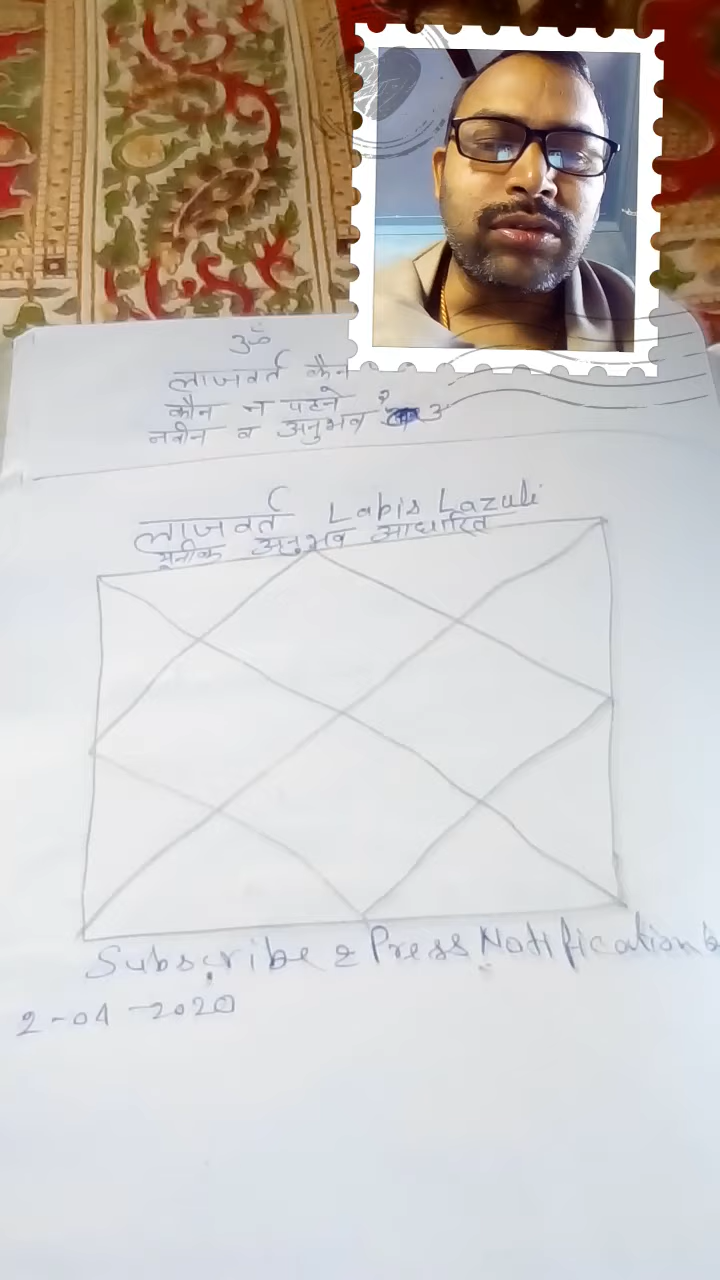 ॐ
लाजवर्त कौन
कौन न पहने ?
नवीन व अनुभव
लाजवर्त Labis Lazuli
यूनीक अनुभव आधारित
Subscribe & Press Notification
2-04-2020